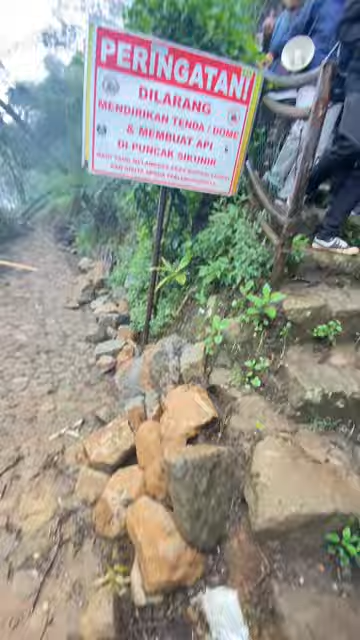 PERINGATAN!
DILARANG
MENDIRIKAN TENDA / DOME
& MEMBUAT API
DI PUNCAK SIKUNIR